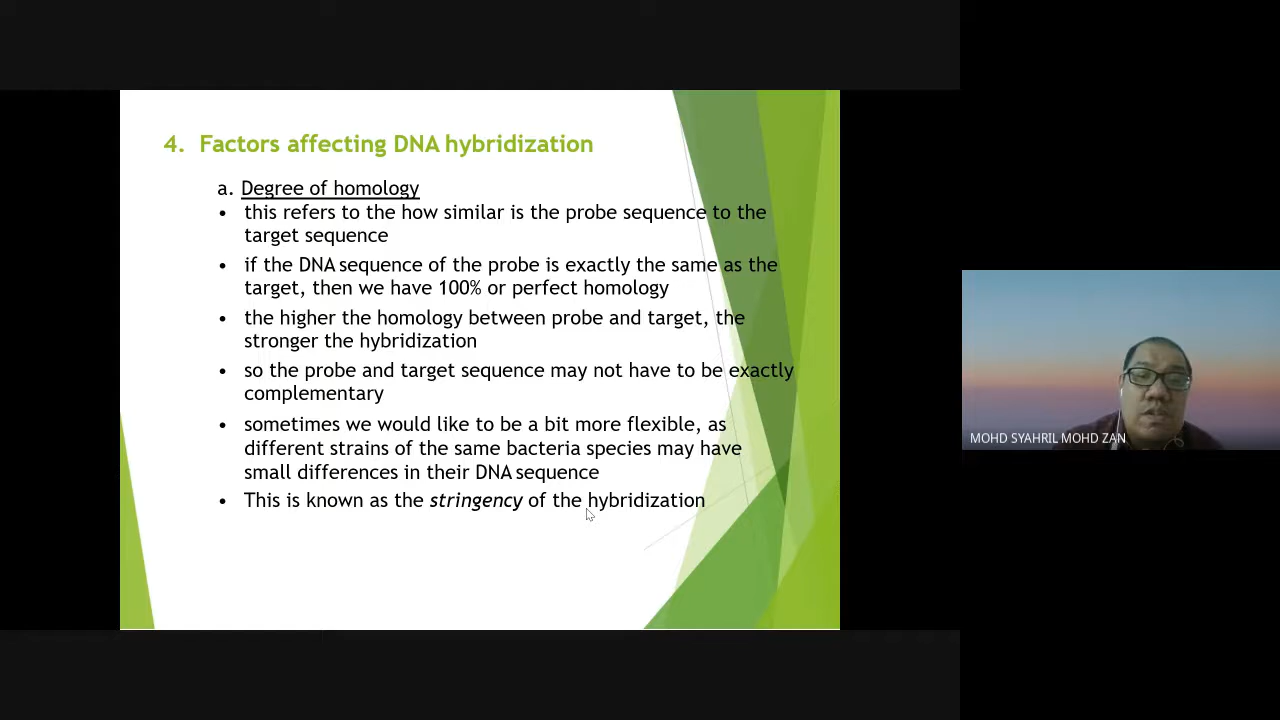 4. Factors affecting DNA hybridization
a. Degree of homology
• this refers to the how similar is the probe sequence to the
target sequence
• if the DNA sequence of the probe is exactly the same as the
target, then we have 100% or perfect homology
• the higher the homology between probe and target, the
stronger the hybridization
• so the probe and target sequence may not have to be exactly
complementary
• sometimes we would like to be a bit more flexible, as
different strains of the same bacteria species may have
small differences in their DNA sequence
• This is known as the stringency of the hybridization
MOHD SYAHRIL MOHD ZAN